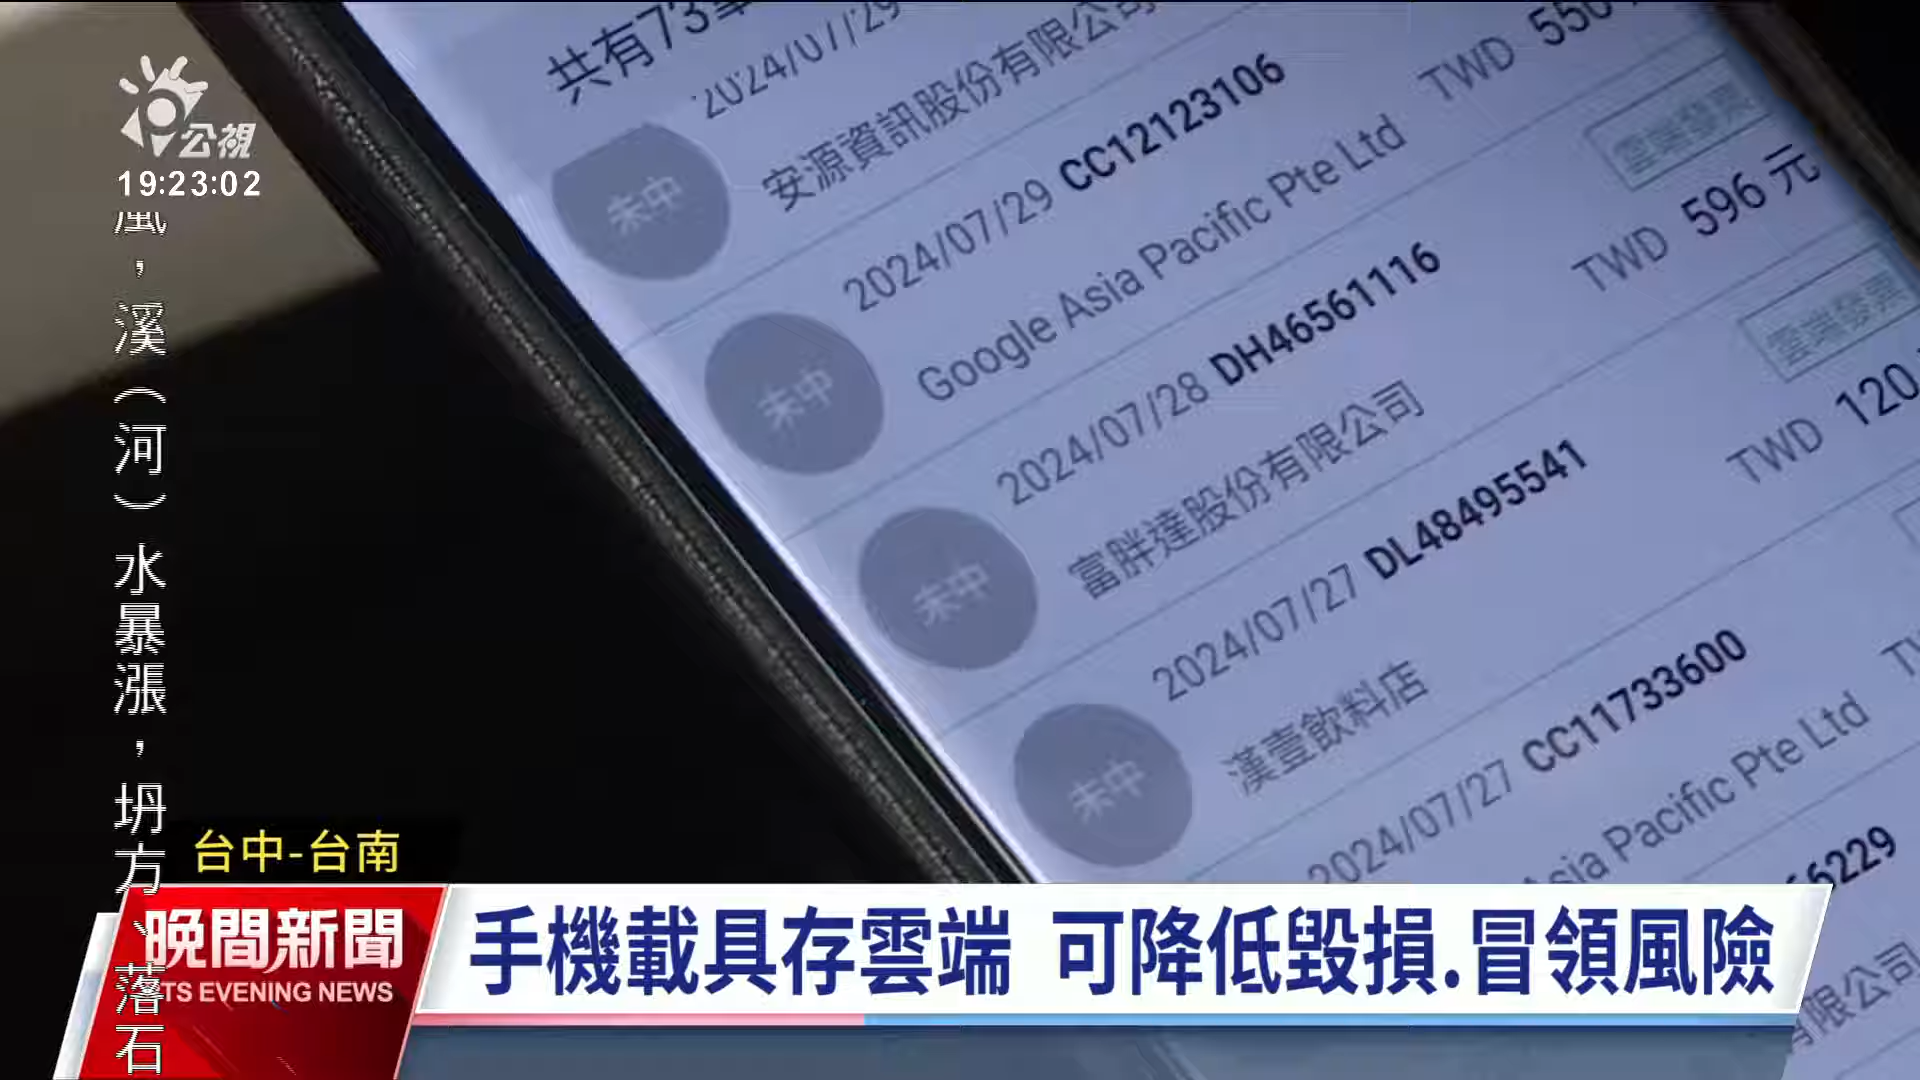 公視
19:23:02
風，溪（河）水暴漲，坍方、落石
共有73筆
2024/07/29
安源資訊股份有限公司
TWD 550
未中
2024/07/29 CC12123106
雲端發票
Google Asia Pacific Pte Ltd
TWD 596 元
未中
2024/07/28 DH46561116
雲端發票
富胖達股份有限公司
TWD 120
未中
2024/07/27 DL48495541
漢壹飲料店
未中
2024/07/27 CC11733600
Asia Pacific Pte Ltd
6229
有限公司
台中-台南
晚間新聞
TS EVENING NEWS
手機載具存雲端 可降低毀損.冒領風險